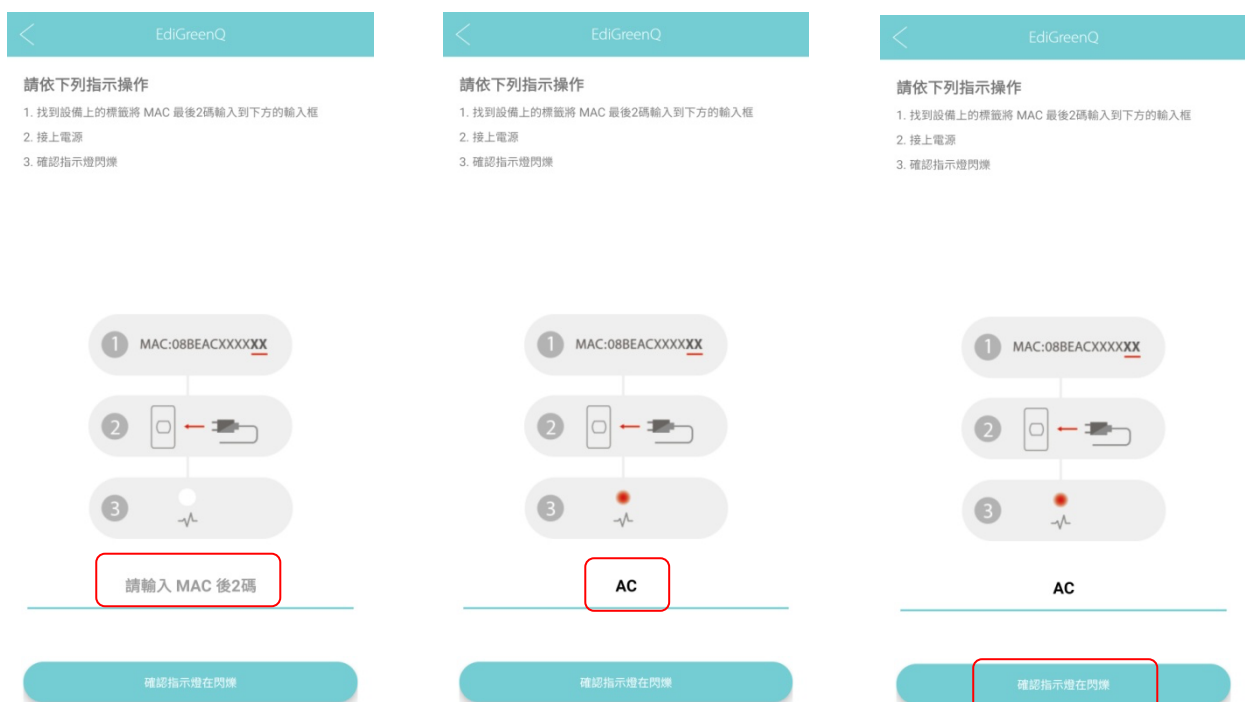 EdiGreenQ
請依下列指示操作
1. 找到設備上的標籤將 MAC 最後2碼輸入到下方的輸入框
2. 接上電源
3. 確認指示燈閃爍
1 MAC:08BEACXXXXXX
2
3
請輸入 MAC 後2碼
確認指示燈在閃爍
EdiGreenQ
請依下列指示操作
1. 找到設備上的標籤將 MAC 最後2碼輸入到下方的輸入框
2. 接上電源
3. 確認指示燈閃爍
1 MAC:08BEACXXXXXX
2
3
AC
確認指示燈在閃爍
EdiGreenQ
請依下列指示操作
1. 找到設備上的標籤將 MAC 最後2碼輸入到下方的輸入框
2. 接上電源
3. 確認指示燈閃爍
1 MAC:08BEACXXXXXX
2
3
AC
確認指示燈在閃爍